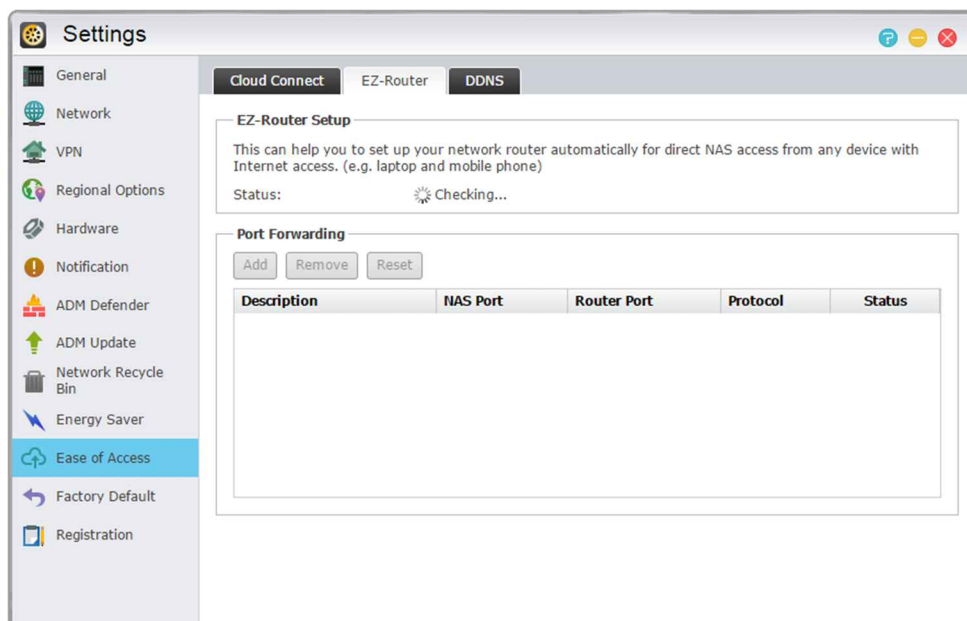 Settings
General
Network
VPN
Regional Options
Hardware
Notification
ADM Defender
ADM Update
Network Recycle
Bin
Energy Saver
Ease of Access
Factory Default
Registration
Cloud Connect EZ-Router DDNS
EZ-Router Setup
This can help you to set up your network router automatically for direct NAS access from any device with
Internet access. (e.g. laptop and mobile phone)
Status: Checking...
Port Forwarding
Add Remove Reset
Description NAS Port Router Port Protocol Status